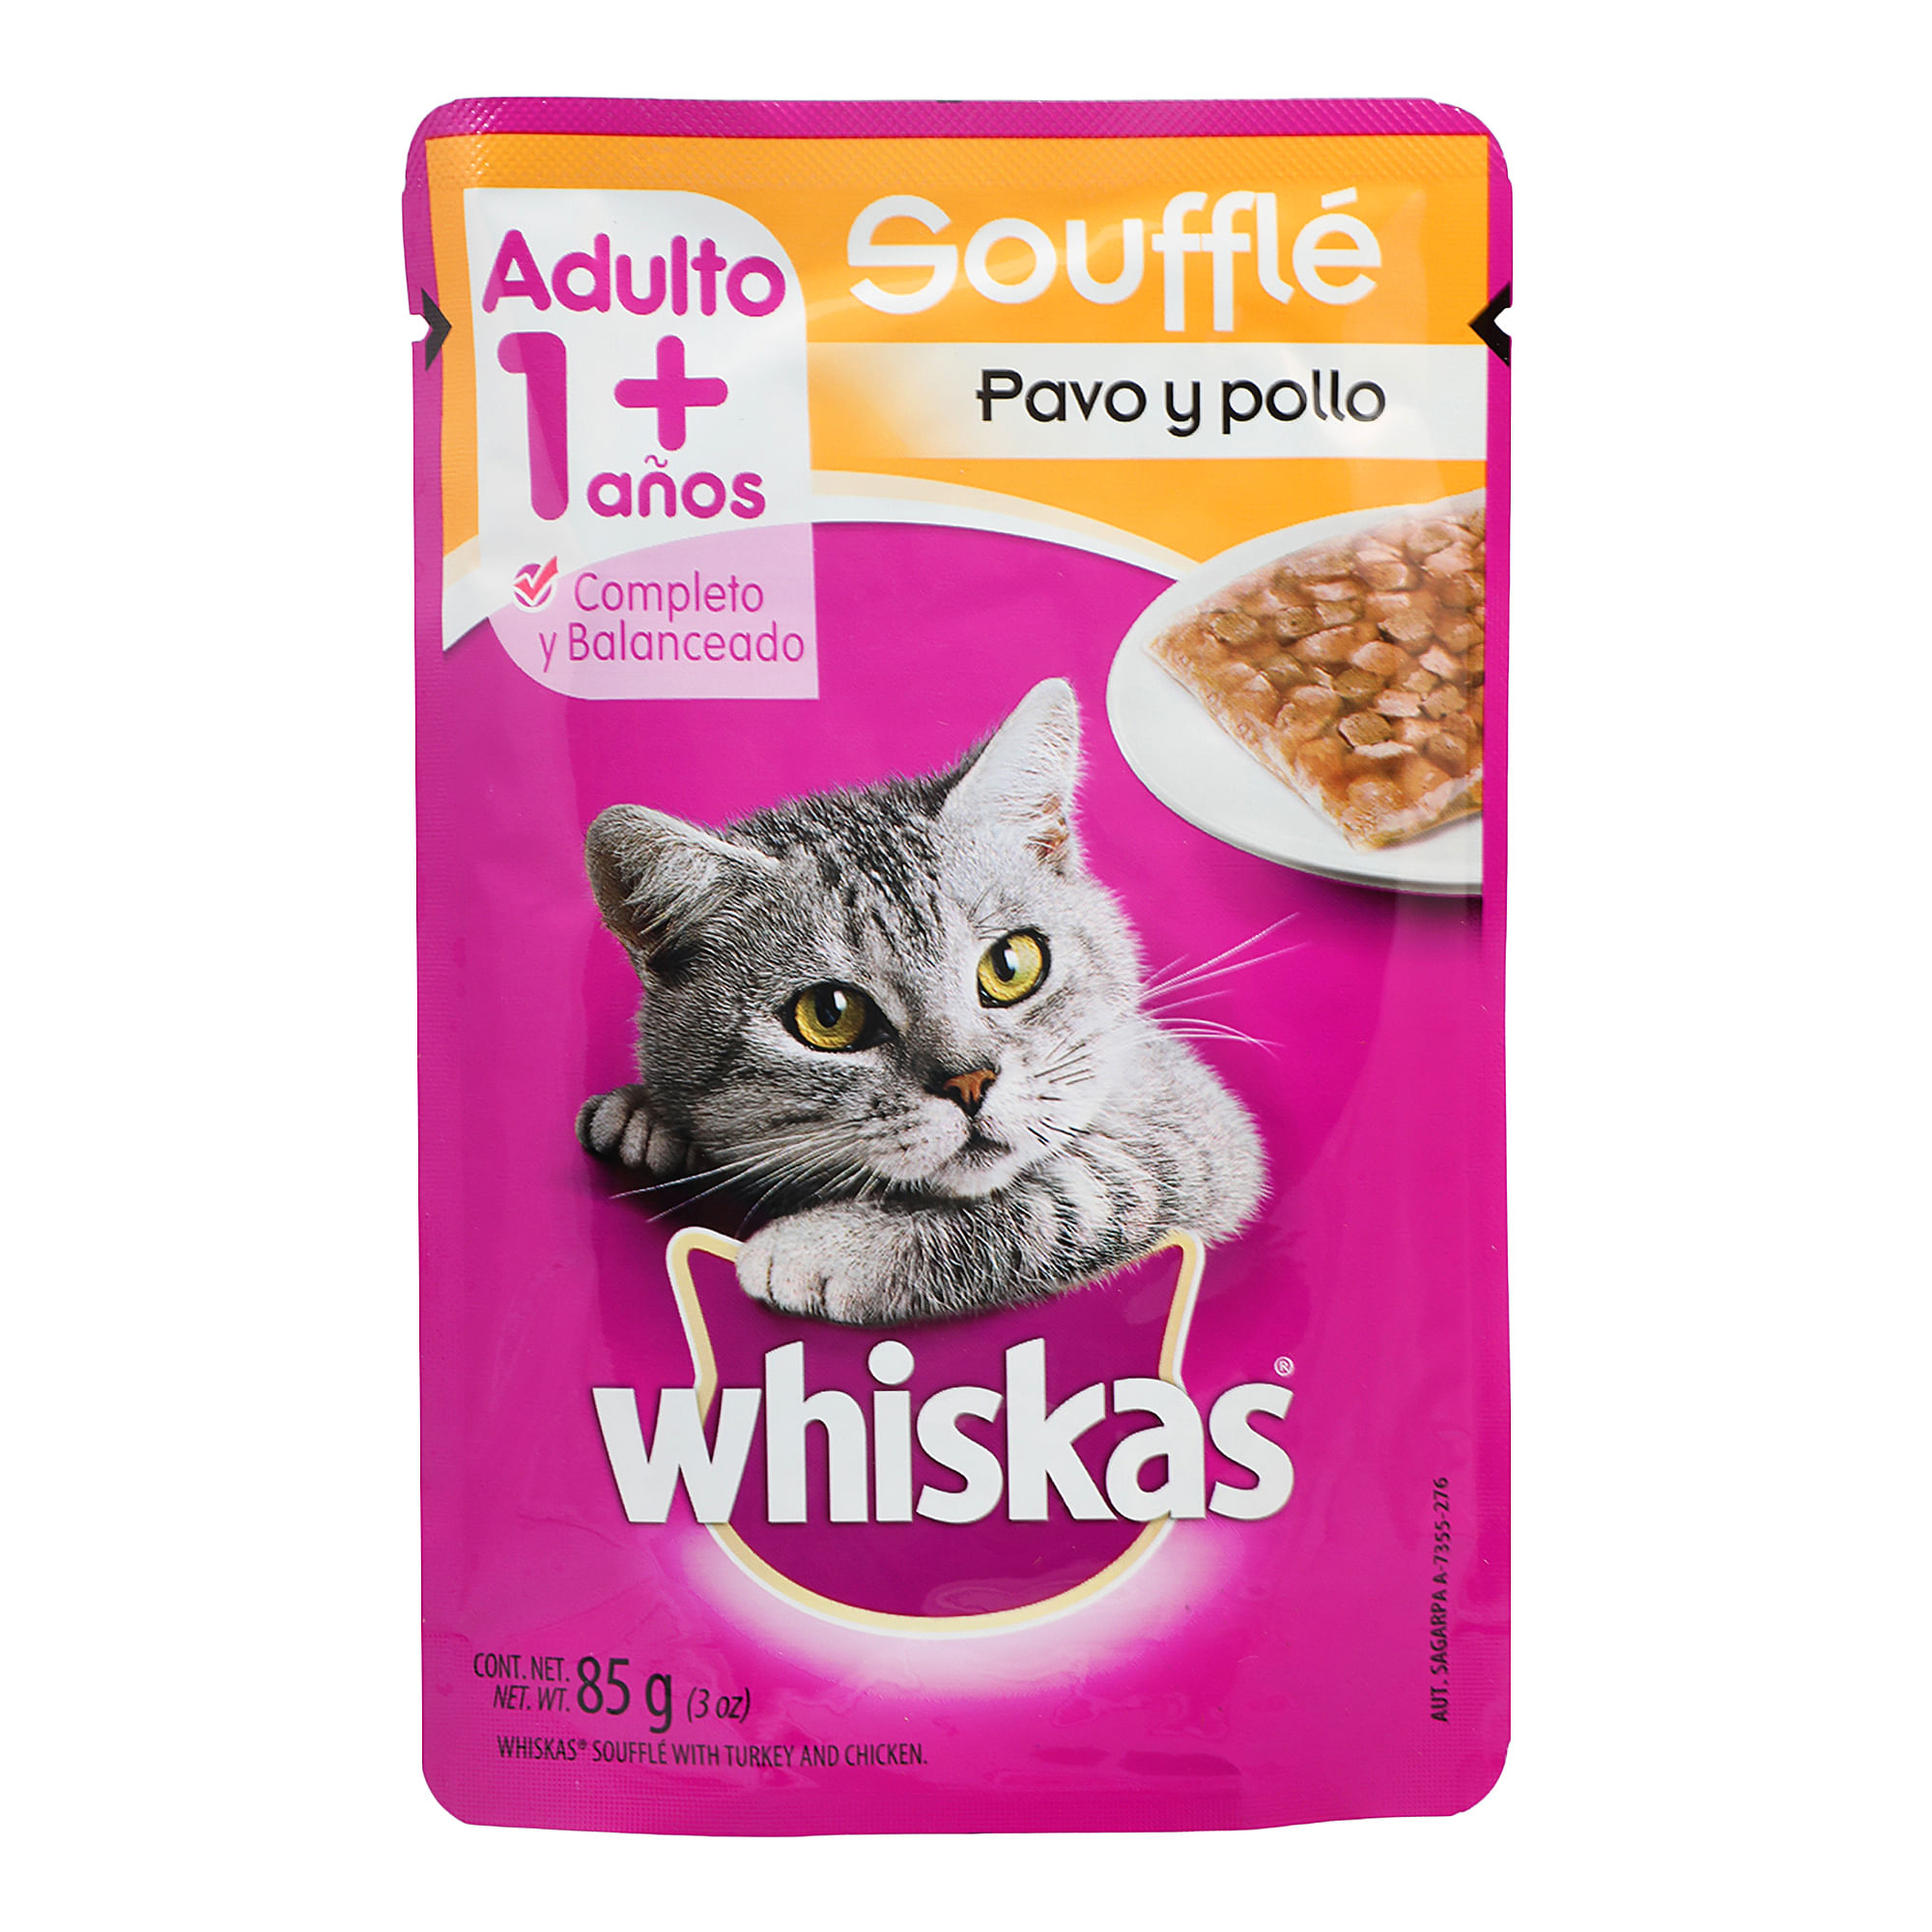 Adulto
1+
años
Completo
y Balanceado
Soufflé
Pavo y pollo
whiskas®
CONT. NET.
NET. WT. 85 g (3 oz)
WHISKAS® SOUFFLÉ WITH TURKEY AND CHICKEN.
AUT. SAGARPA A-7355-276